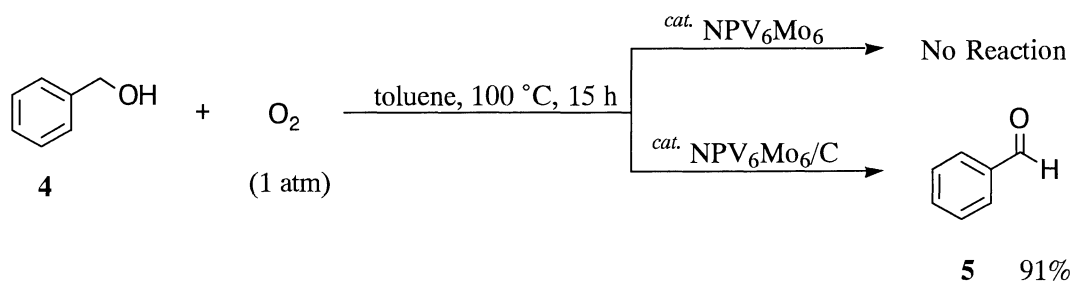 cat. NPV₆Mo₆
No Reaction
OH
+
O₂
toluene, 100 °C, 15 h
cat. NPV₆Mo₆/C
O
H
4
(1 atm)
5 91%